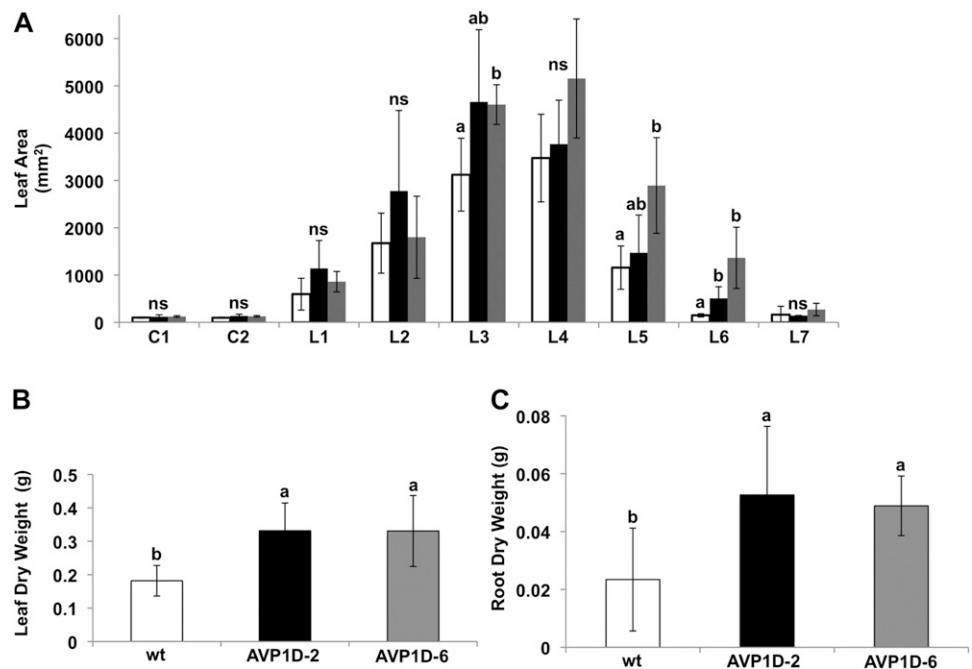 A
Leaf Area
(mm²)
6000
5000
4000
3000
2000
1000
0
ns
ns
ns
ns
a
ab
b
ns
a
ab
b
a
b
b
ns
C1 C2 L1 L2 L3 L4 L5 L6 L7
B
Leaf Dry Weight (g)
0.5
0.4
0.3
0.2
0.1
0
b
a
a
wt AVP1D-2 AVP1D-6
C
Root Dry Weight (g)
0.08
0.06
0.04
0.02
0
b
a
a
wt AVP1D-2 AVP1D-6